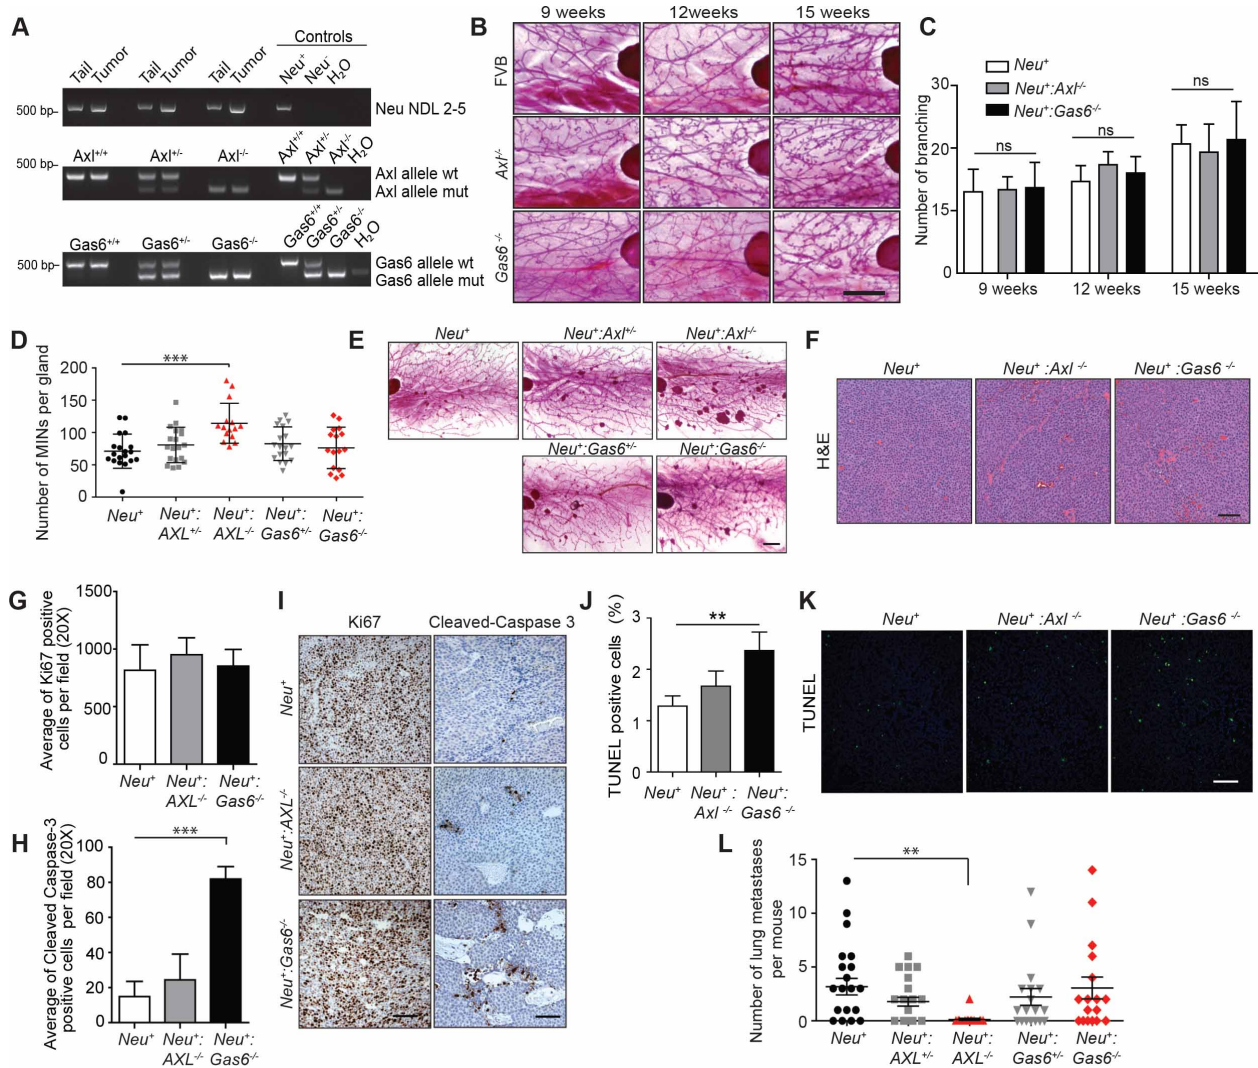 A
Tail Tumor Tail Tumor Tail Tumor
Controls
Neu⁺ Neu⁻ H₂O
500 bp
Neu NDL 2-5
500 bp
Axl⁺/⁺ Axl⁺/⁻ Axl⁻/⁻
Axl⁺/⁺ Axl⁺/⁻ Axl⁻/⁻ H₂O
Axl allele wt
Axl allele mut
Gas6⁺/⁺ Gas6⁺/⁻ Gas6⁻/⁻
Gas6⁺/⁺ Gas6⁺/⁻ Gas6⁻/⁻ H₂O
500 bp
Gas6 allele wt
Gas6 allele mut
B
9 weeks 12weeks 15 weeks
FVB
Axl⁻/⁻
Gas6⁻/⁻
C
Neu⁺
Neu⁺:Axl⁻/⁻
Neu⁺:Gas6⁻/⁻
Number of branching
30
20
15
0
ns ns ns
9 weeks 12 weeks 15 weeks
D
Number of MINs per gland
200
150
100
50
0
***
Neu⁺ Neu⁺:AXL⁺/⁻ Neu⁺:AXL⁻/⁻ Neu⁺:Gas6⁺/⁻ Neu⁺:Gas6⁻/⁻
E
Neu⁺ Neu⁺:Axl⁺/⁻ Neu⁺:Axl⁻/⁻
Neu⁺:Gas6⁺/⁻ Neu⁺:Gas6⁻/⁻
F
Neu⁺ Neu⁺ :Axl ⁻/⁻ Neu⁺ :Gas6 ⁻/⁻
H&E
G
Average of Ki67 positive
cells per field (20X)
1500
1000
500
0
Neu⁺ Neu⁺:AXL⁻/⁻ Neu⁺:Gas6⁻/⁻
H
Average of Cleaved Caspase-3
positive cells per field (20X)
100
80
60
40
20
0
***
Neu⁺ Neu⁺:AXL⁻/⁻ Neu⁺:Gas6⁻/⁻
I
Ki67 Cleaved-Caspase 3
Neu⁺
Neu⁺:AXL⁻/⁻
Neu⁺:Gas6⁻/⁻
J
TUNEL positive cells (%)
3
2
1
0
**
Neu⁺ Neu⁺ :Axl ⁻/⁻ Neu⁺:Gas6 ⁻/⁻
K
Neu⁺ Neu⁺ :Axl ⁻/⁻ Neu⁺ :Gas6 ⁻/⁻
TUNEL
L
Number of lung metastases
per mouse
15
10
5
0
**
Neu⁺ Neu⁺:AXL⁺/⁻ Neu⁺:AXL⁻/⁻ Neu⁺:Gas6⁺/⁻ Neu⁺:Gas6⁻/⁻